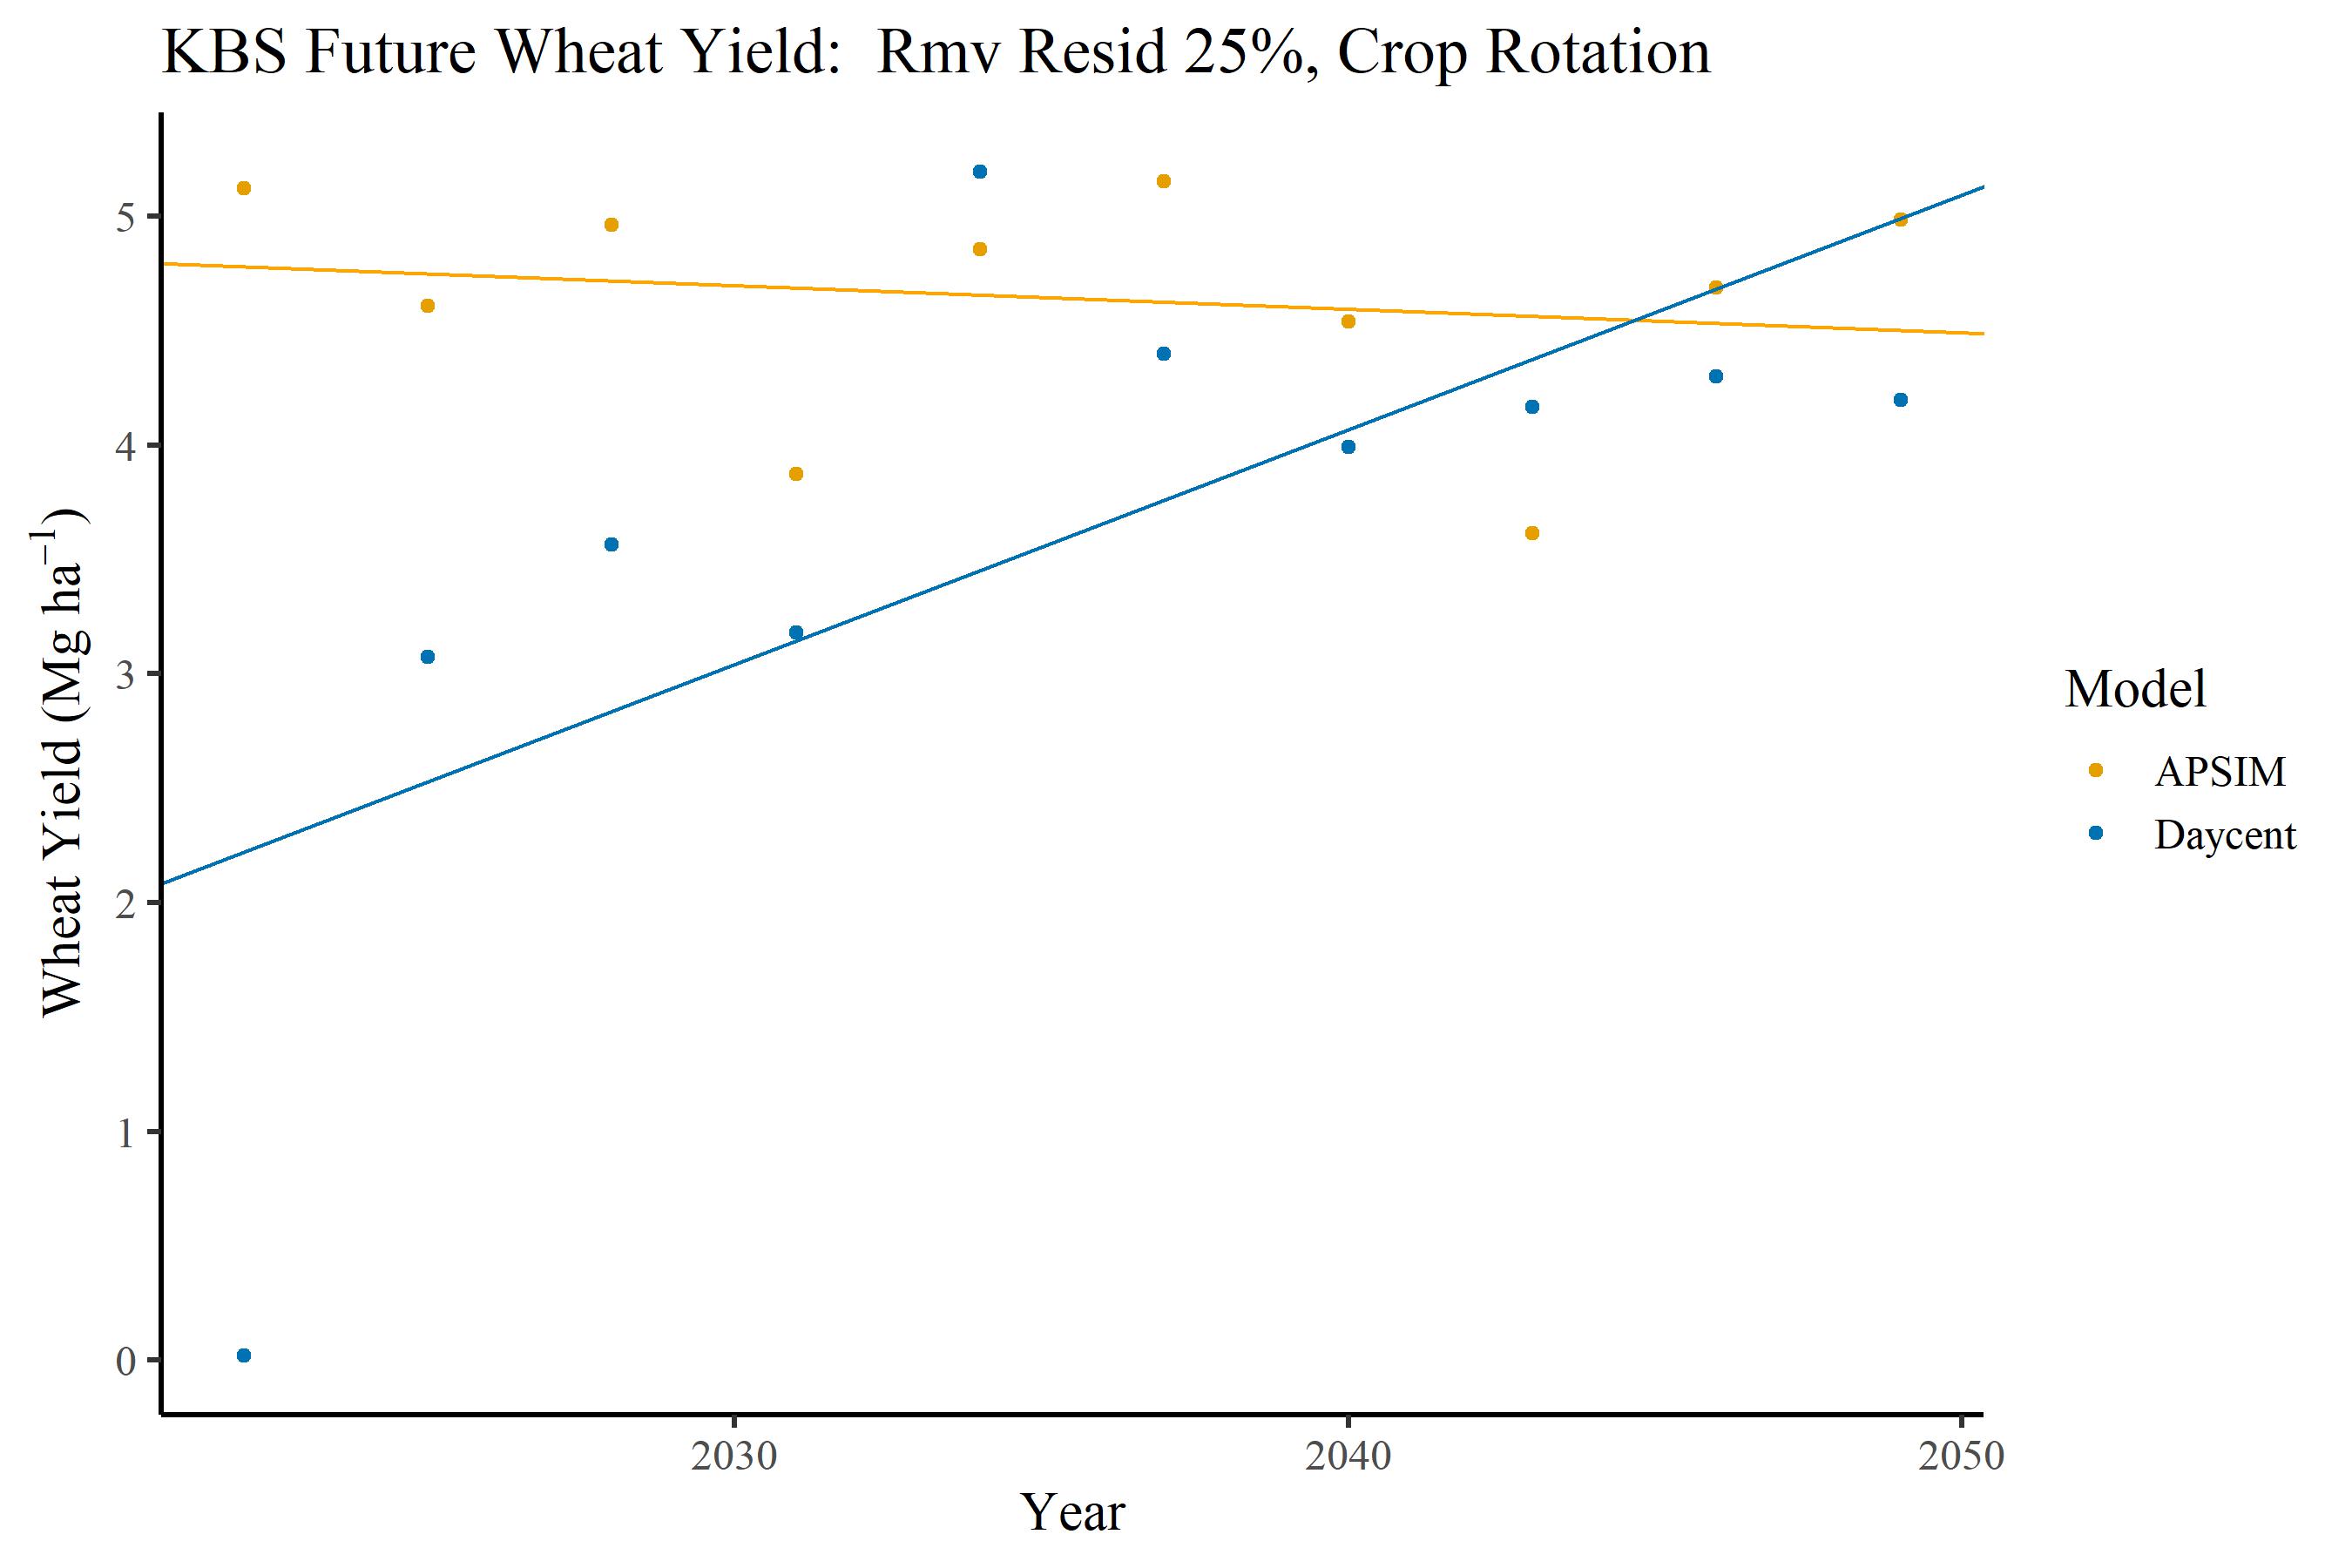 KBS Future Wheat Yield:  Rmv Resid 25%, Crop Rotation
Wheat Yield (Mg ha⁻¹)
5
4
3
2
1
0
2030
2040
2050
Year
Model
APSIM
Daycent